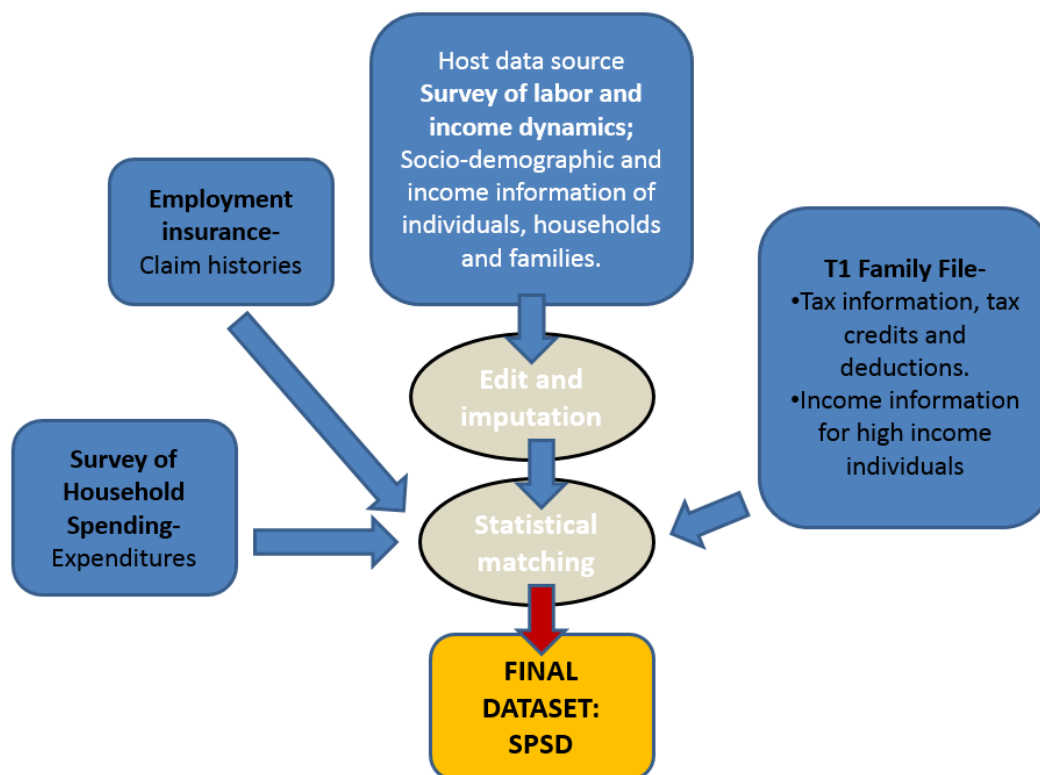 Host data source
Survey of labor and
income dynamics;
Socio-demographic and
income information of
individuals, households
and families.
Employment
insurance-
Claim histories
T1 Family File-
•Tax information, tax
credits and
deductions.
•Income information
for high income
individuals
Edit and
imputation
Survey of
Household
Spending-
Expenditures
Statistical
matching
FINAL
DATASET:
SPSD